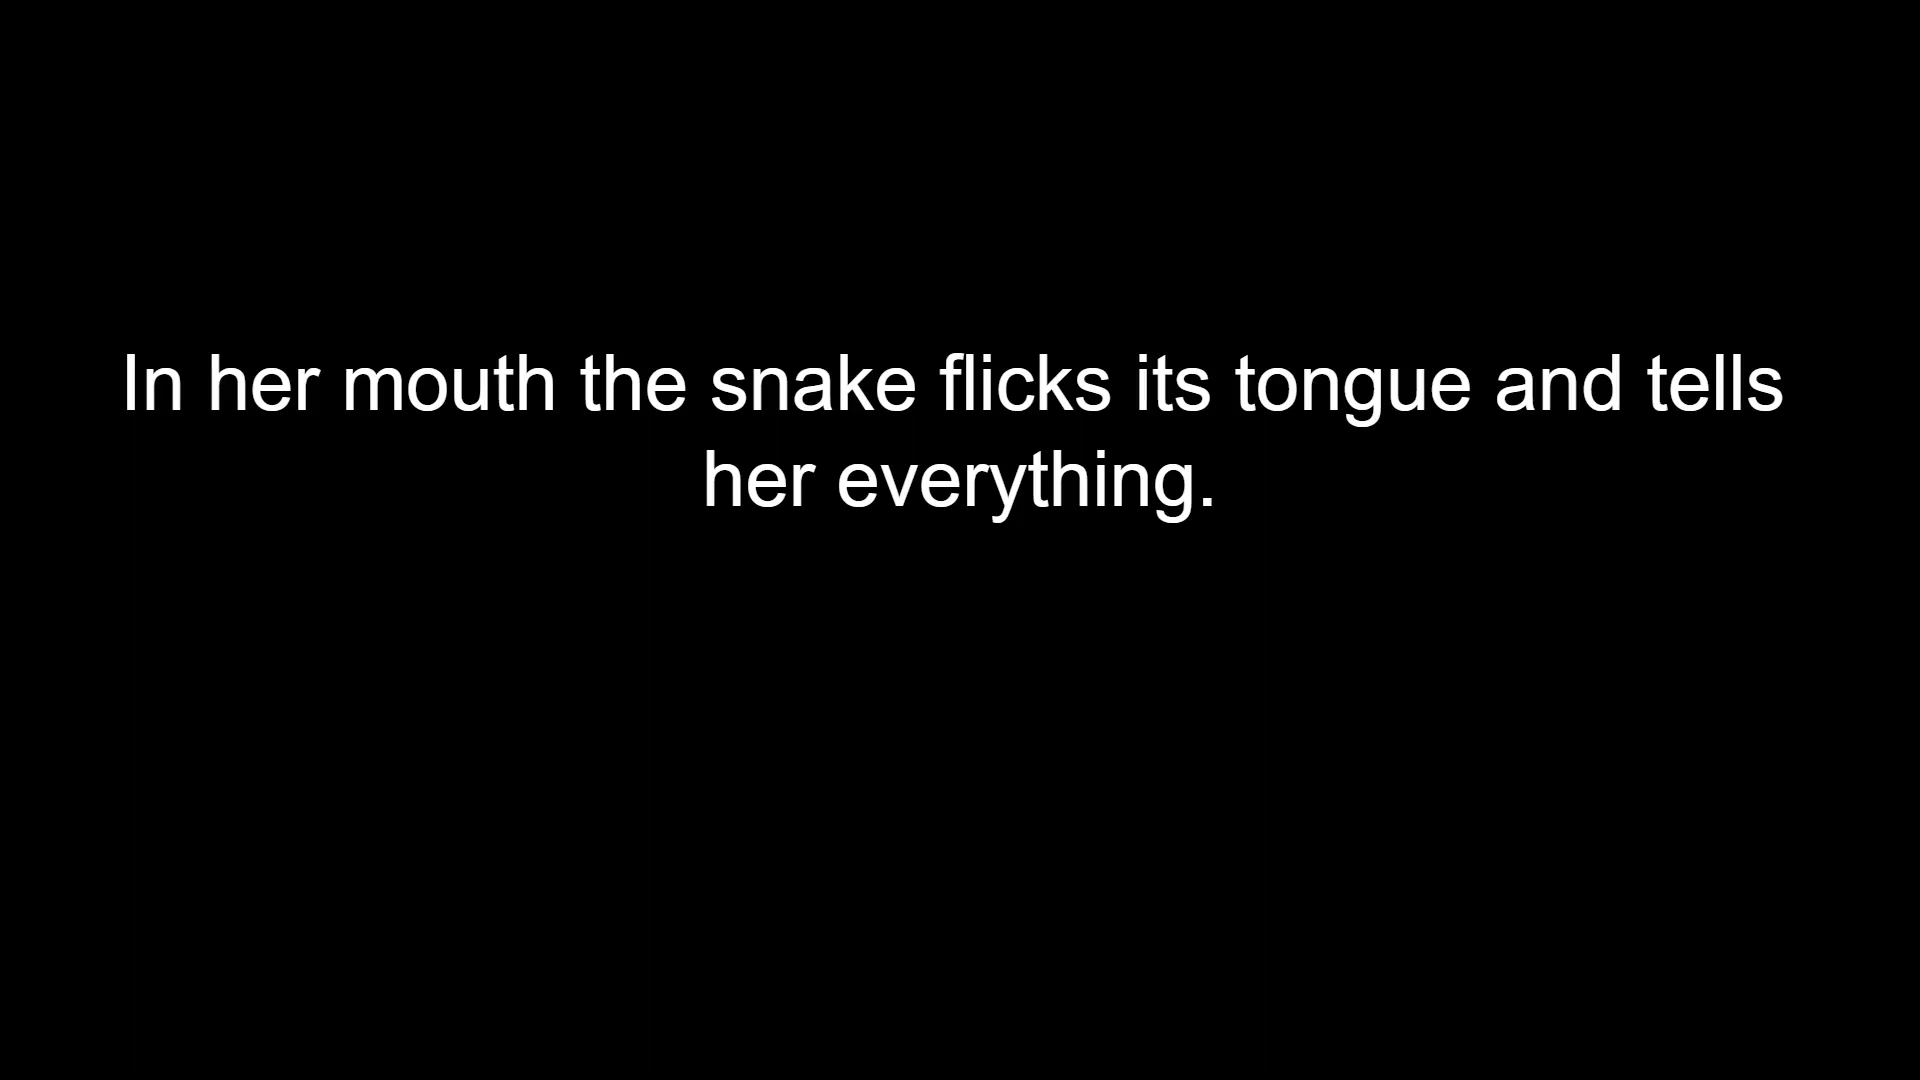 In her mouth the snake flicks its tongue and tells
her everything.